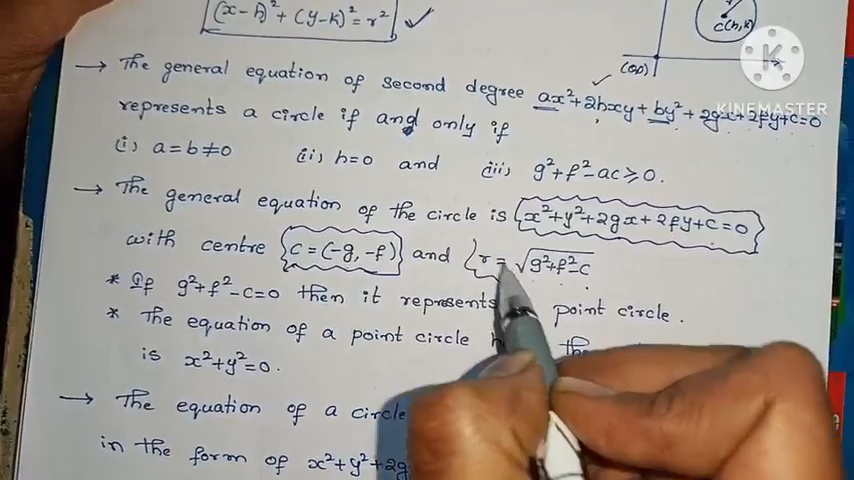 (x-h)²+(y-k)²=r² ✓
c(h,k)
(0,0)
KINEMASTER
→ The general equation of second degree ax²+2hxy+by²+2gx+2fy+c=0
represents a circle if and only if
(i) a=b≠0 (ii) h=0 and (iii) g²+f²-ac⩾0.
→ The general equation of the circle is x²+y²+2gx+2fy+c=0
with centre C=(-g,-f) and r=√g²+f²-c
* If g²+f²-c=0 then it represents point circle.
* The equation of a point circle the
is x²+y²=0.
→ The equation of a circle
in the form of x²+y²+2g